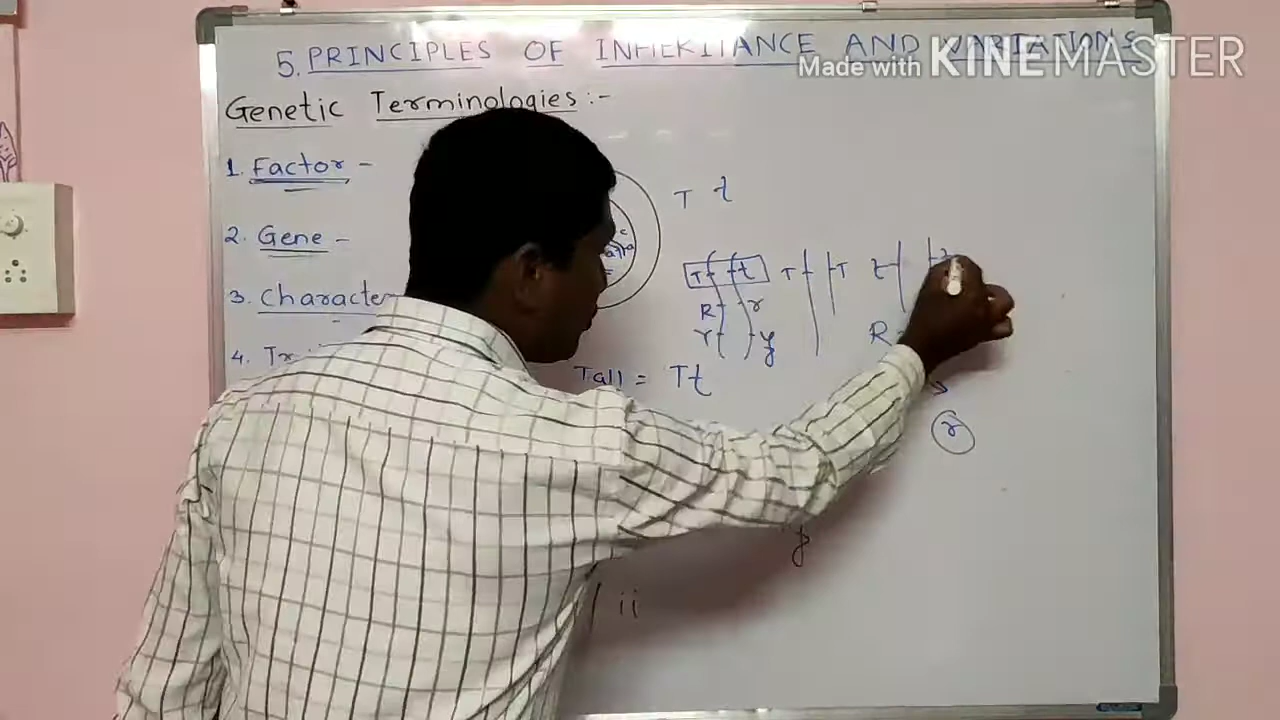 5. PRINCIPLES OF INHERITANCE AND VARIATIONS
Made with KINEMASTER
Genetic Terminologies:-
1. Factor -
T t
2. Gene -
T t T T t
R r
3. Character
Y y R
4. Tr
Tall = Tt
r
y
ii